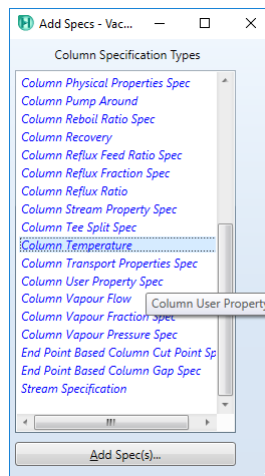 Add Specs - Vac...
Column Specification Types
Column Physical Properties Spec
Column Pump Around
Column Reboil Ratio Spec
Column Recovery
Column Reflux Feed Ratio Spec
Column Reflux Fraction Spec
Column Reflux Ratio
Column Stream Property Spec
Column Tee Split Spec
Column Temperature
Column Transport Properties Spec
Column User Property Spec
Column Vapour Flow
Column User Property
Column Vapour Fraction Spec
Column Vapour Pressure Spec
End Point Based Column Cut Point Sp
End Point Based Column Gap Spec
Stream Specification
Add Spec(s)...